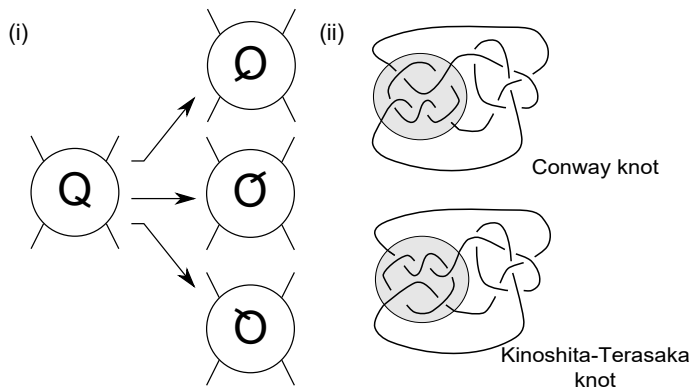 (i)
Q
Q
Q
Q
(ii)
Conway knot
Kinoshita-Terasaka
knot